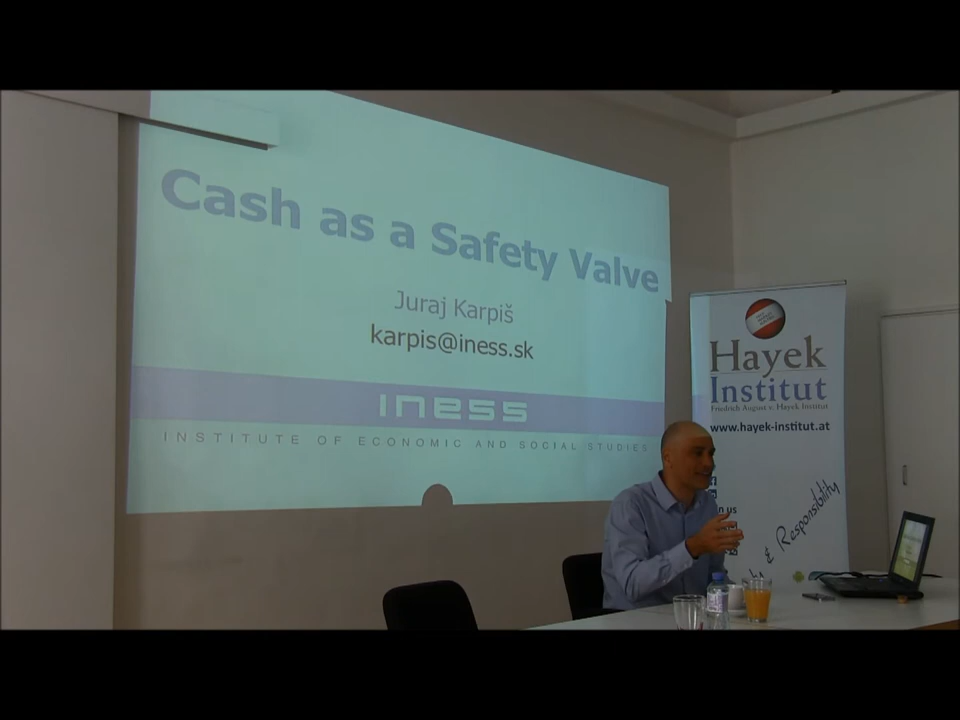 Cash as a Safety Valve
Juraj Karpiš
karpis@iness.sk
iness
INSTITUTE OF ECONOMIC AND SOCIAL STUDIES
Hayek
Institut
Friedrich August v. Hayek Institut
www.hayek-institut.at
us
& Responsibility